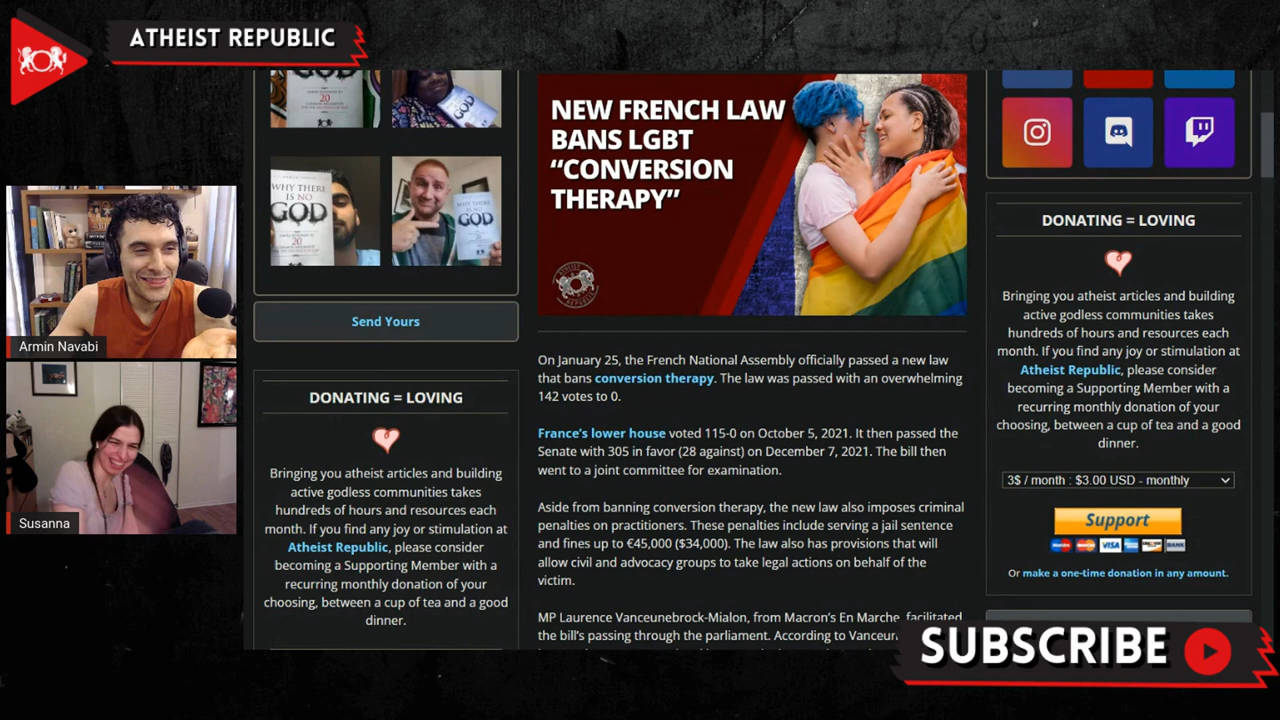 ATHEIST REPUBLIC
GOD
GOD
WHY THERE
IS NO
GOD
20
WHY THERE
IS NO
GOD
Send Yours
DONATING = LOVING
Bringing you atheist articles and building
active godless communities takes
hundreds of hours and resources each
month. If you find any joy or stimulation at
Atheist Republic, please consider
becoming a Supporting Member with a
recurring monthly donation of your
choosing, between a cup of tea and a good
dinner.
Armin Navabi
Susanna
NEW FRENCH LAW
BANS LGBT
“CONVERSION
THERAPY”
On January 25, the French National Assembly officially passed a new law
that bans conversion therapy. The law was passed with an overwhelming
142 votes to 0.
France’s lower house voted 115-0 on October 5, 2021. It then passed the
Senate with 305 in favor (28 against) on December 7, 2021. The bill then
went to a joint committee for examination.
Aside from banning conversion therapy, the new law also imposes criminal
penalties on practitioners. These penalties include serving a jail sentence
and fines up to €45,000 ($34,000). The law also has provisions that will
allow civil and advocacy groups to take legal actions on behalf of the
victim.
MP Laurence Vanceunebrock-Mialon, from Macron’s En Marche, facilitated
the bill’s passing through the parliament. According to
DONATING = LOVING
Bringing you atheist articles and building
active godless communities takes
hundreds of hours and resources each
month. If you find any joy or stimulation at
Atheist Republic, please consider
becoming a Supporting Member with a
recurring monthly donation of your
choosing, between a cup of tea and a good
dinner.
3$ / month : $3.00 USD - monthly
Support
VISA
BANK
Or make a one-time donation in any amount.
SUBSCRIBE